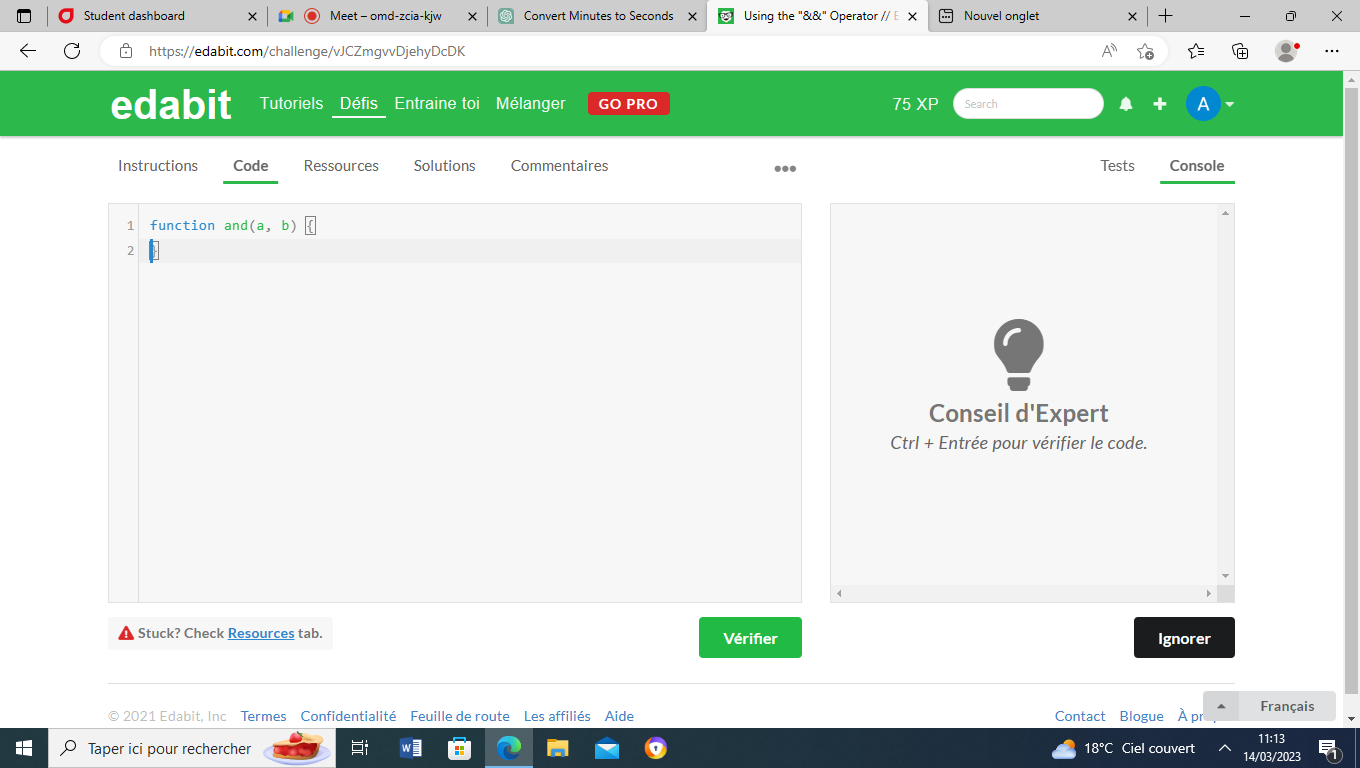 Student dashboard
Meet – omd-zcia-kjw
Convert Minutes to Seconds
Using the "&&" Operator // E
Nouvel onglet
https://edabit.com/challenge/vJCZmgvvDjehyDcDK
edabit
Tutoriels Défis Entraine toi Mélanger GO PRO 75 XP Search A
Instructions Code Ressources Solutions Commentaires ••• Tests Console
1 function and(a, b) {
2 }
Conseil d'Expert
Ctrl + Entrée pour vérifier le code.
Stuck? Check Resources tab.
Vérifier
Ignorer
© 2021 Edabit, Inc Termes Confidentialité Feuille de route Les affiliés Aide Contact Blogue
Français
Taper ici pour rechercher
18°C Ciel couvert
11:13
14/03/2023
1